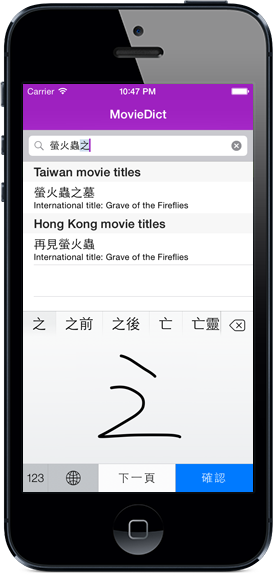 Carrier 10:47 PM
MovieDict
螢火蟲之
Taiwan movie titles
螢火蟲之墓
International title: Grave of the Fireflies
Hong Kong movie titles
再見螢火蟲
International title: Grave of the Fireflies
之 之前 之後 亡 亡靈
之
123 下一頁 確認